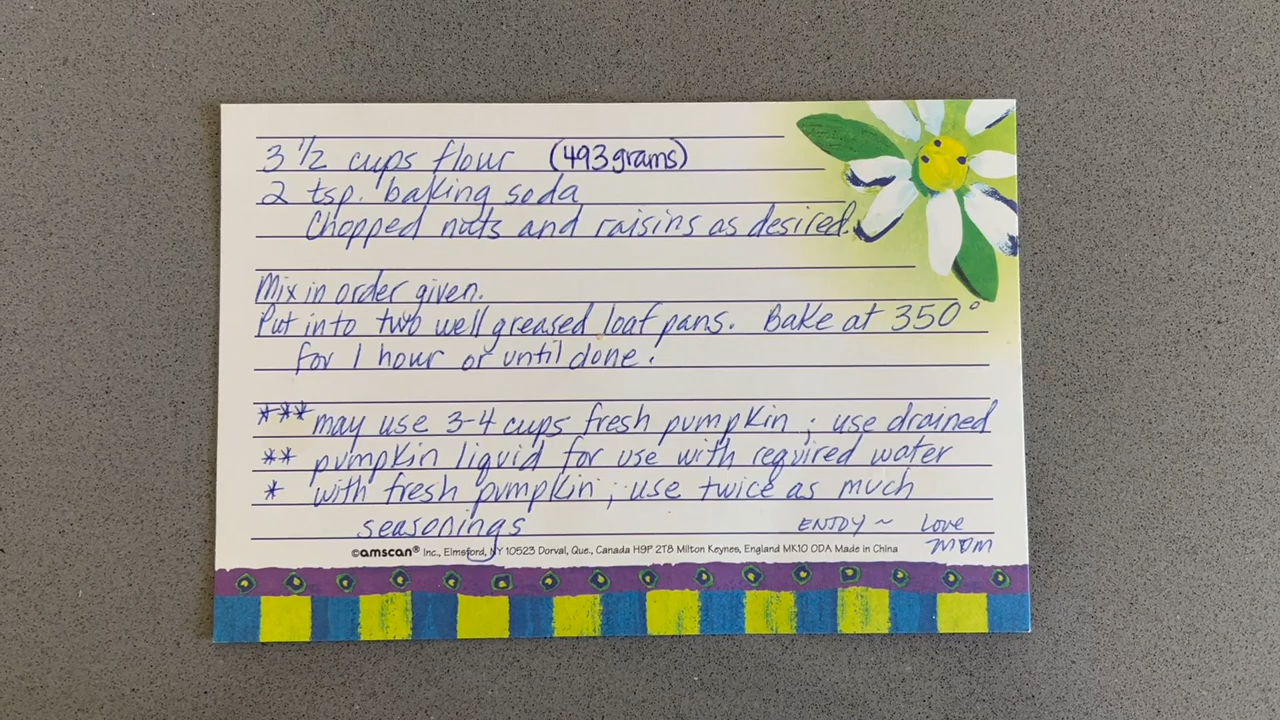 3 1/2 cups flour (493 grams)
2 tsp. baking soda
Chopped nuts and raisins as desired.
Mix in order given.
Put into two well greased loaf pans. Bake at 350°
for 1 hour or until done.
*** may use 3-4 cups fresh pumpkin; use drained
** pumpkin liquid for use with required water
* with fresh pumpkin; use twice as much
seasonings
ENJOY ~ Love
MOM
©amscan® Inc., Elmsford, NY 10523 Dorval, Que., Canada H9P 2T8 Milton Keynes, England MK10 0DA Made in China